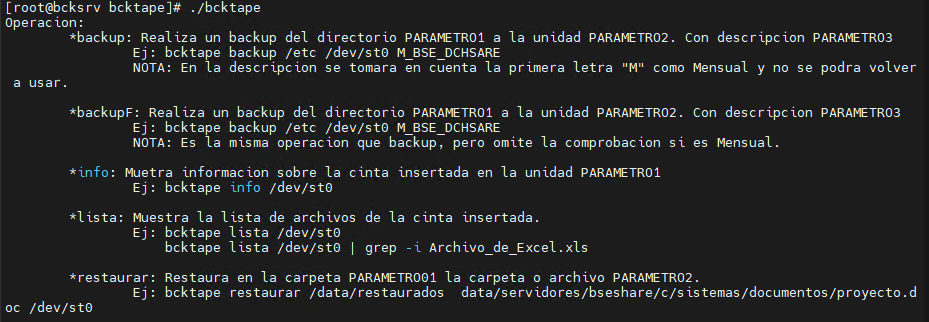 [root@bcksrv bcktape]# ./bcktape
Operacion:
*backup: Realiza un backup del directorio PARAMETRO1 a la unidad PARAMETRO2. Con descripcion PARAMETRO3
Ej: bcktape backup /etc /dev/st0 M_BSE_DCHSARE
NOTA: En la descripcion se tomara en cuenta la primera letra "M" como Mensual y no se podra volver
a usar.
*backupF: Realiza un backup del directorio PARAMETRO1 a la unidad PARAMETRO2. Con descripcion PARAMETRO3
Ej: bcktape backup /etc /dev/st0 M_BSE_DCHSARE
NOTA: Es la misma operacion que backup, pero omite la comprobacion si es Mensual.
*info: Muetra informacion sobre la cinta insertada en la unidad PARAMETRO1
Ej: bcktape info /dev/st0
*lista: Muestra la lista de archivos de la cinta insertada.
Ej: bcktape lista /dev/st0
bcktape lista /dev/st0 | grep -i Archivo_de_Excel.xls
*restaurar: Restaura en la carpeta PARAMETRO01 la carpeta o archivo PARAMETRO2.
Ej: bcktape restaurar /data/restaurados  data/servidores/bseshare/c/sistemas/documentos/proyecto.d
oc /dev/st0